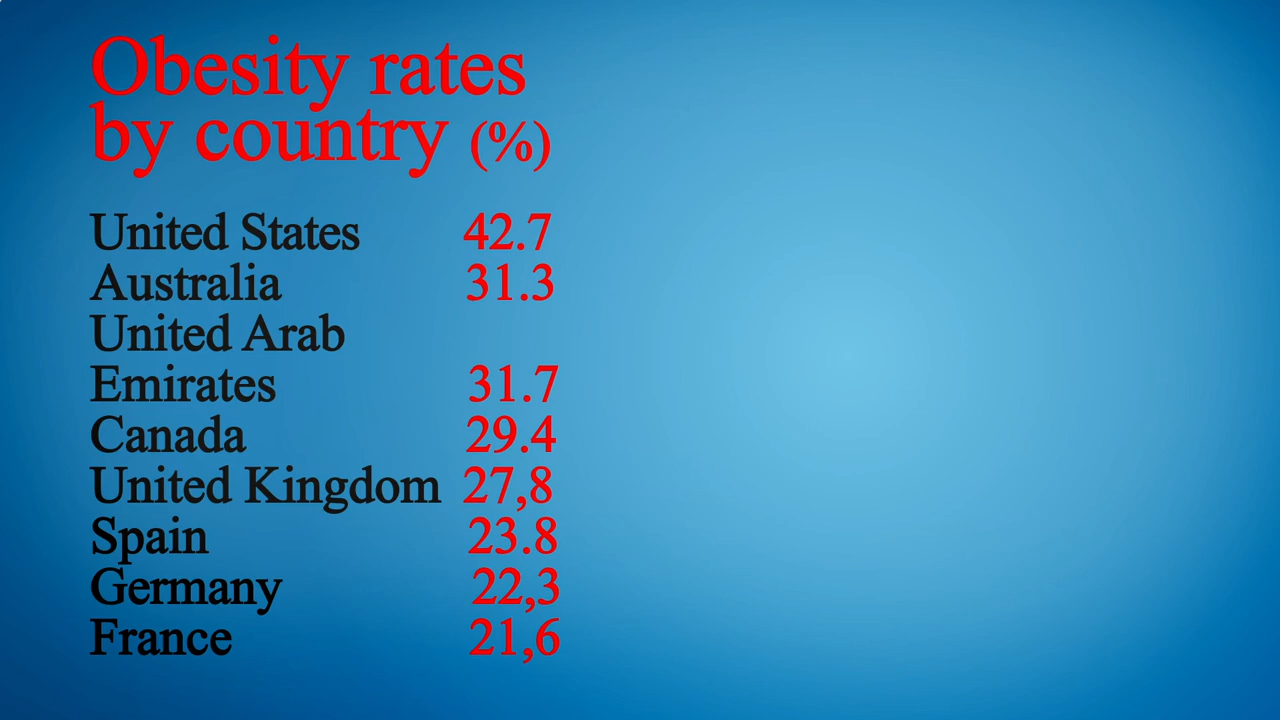 Obesity rates
by country (%)
United States 42.7
Australia 31.3
United Arab
Emirates 31.7
Canada 29.4
United Kingdom 27,8
Spain 23.8
Germany 22,3
France 21,6